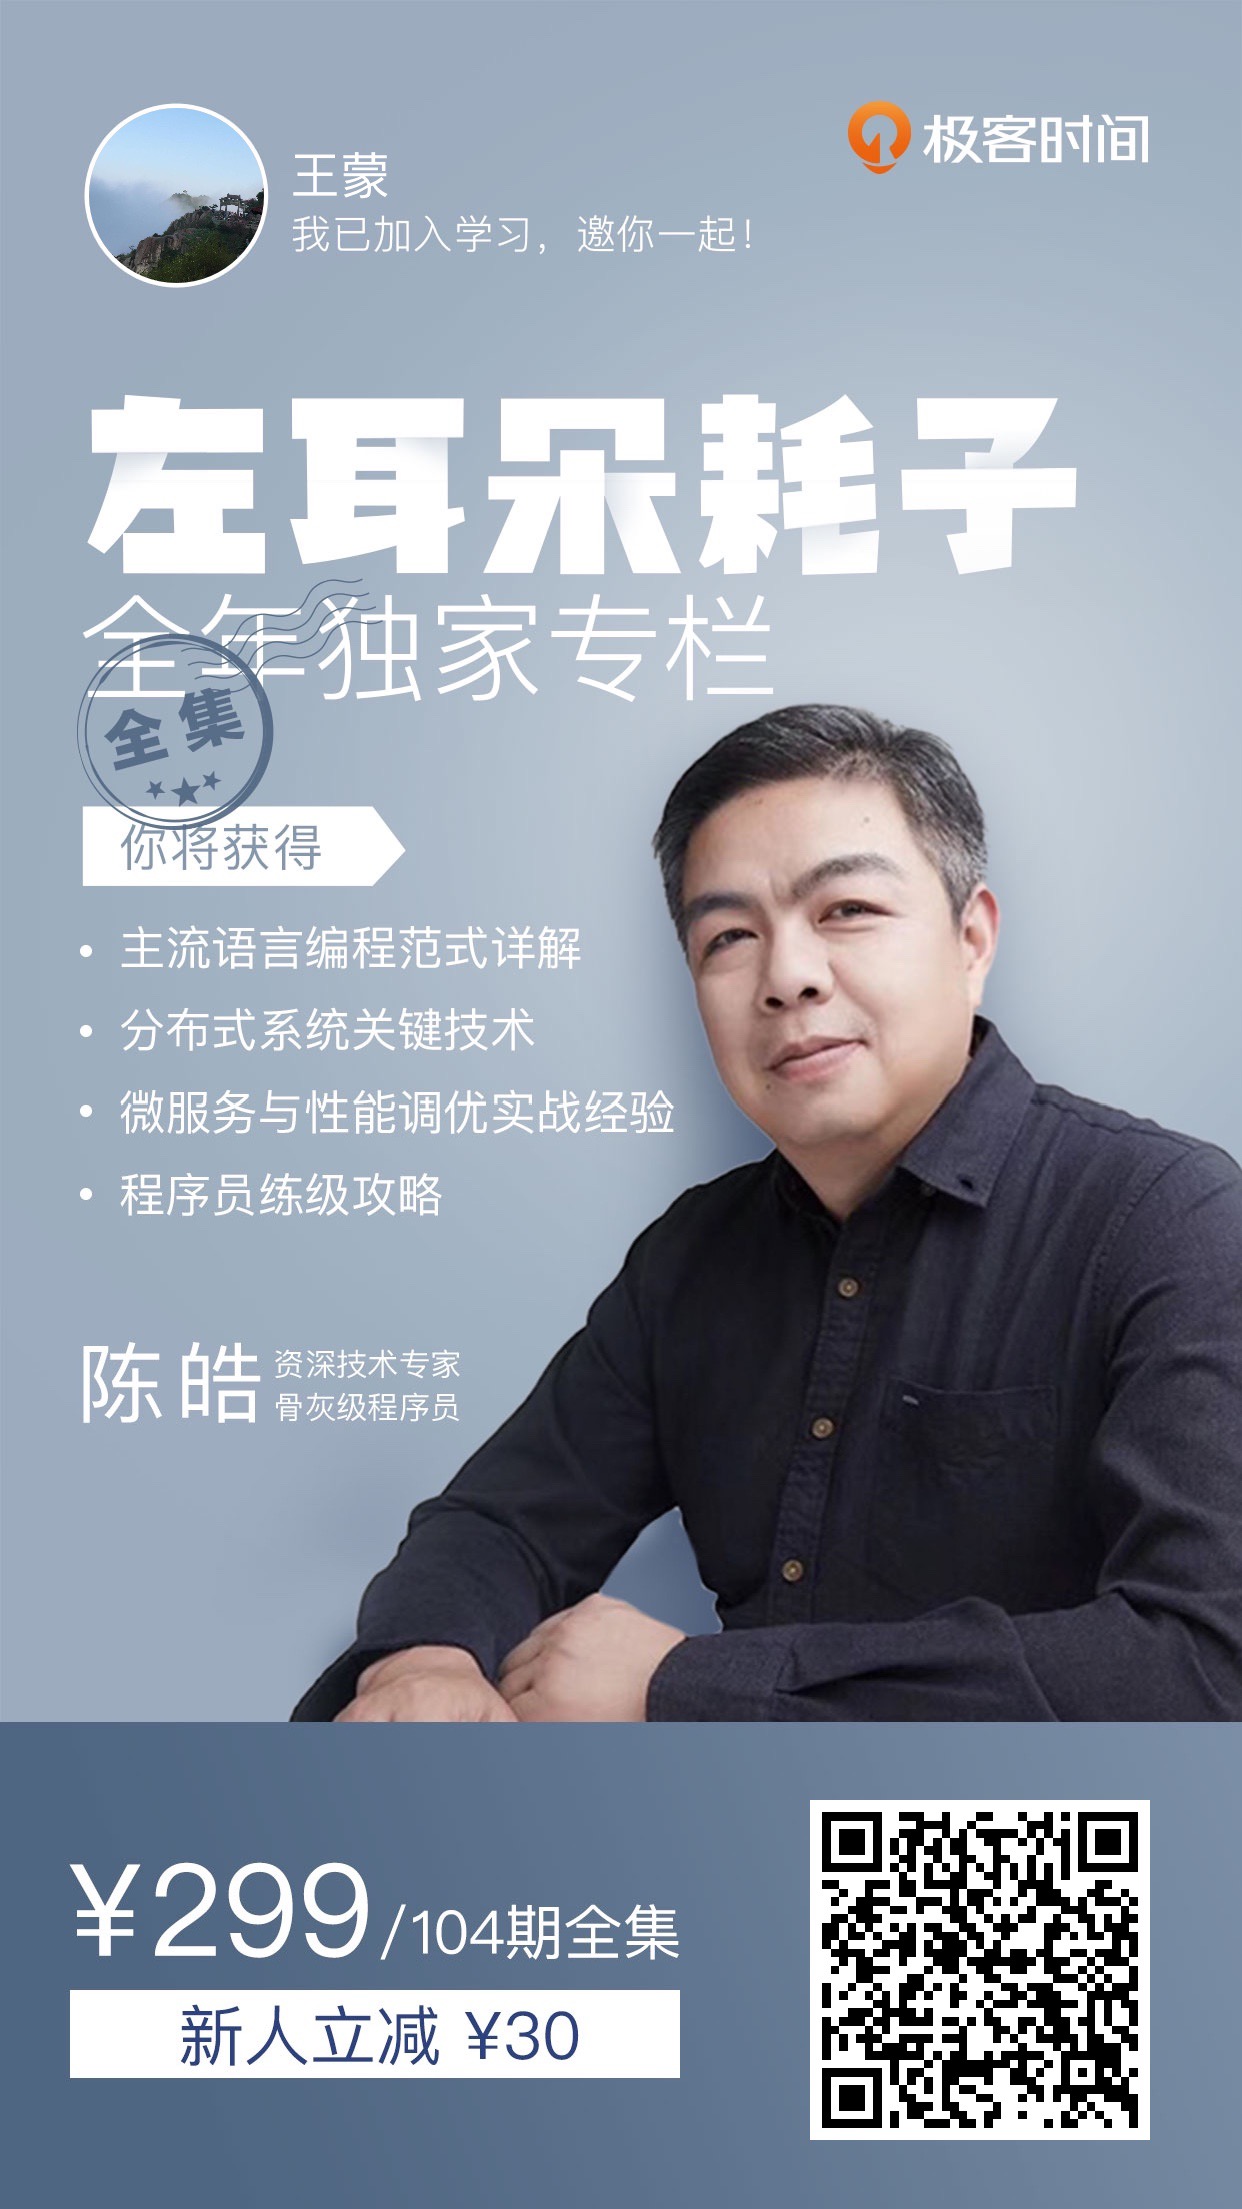 王蒙
我已加入学习，邀你一起！
极客时间
左耳朵耗子
全年独家专栏
全集
你将获得
• 主流语言编程范式详解
• 分布式系统关键技术
• 微服务与性能调优实战经验
• 程序员练级攻略
陈皓
资深技术专家
骨灰级程序员
¥299/104期全集
新人立减 ¥30